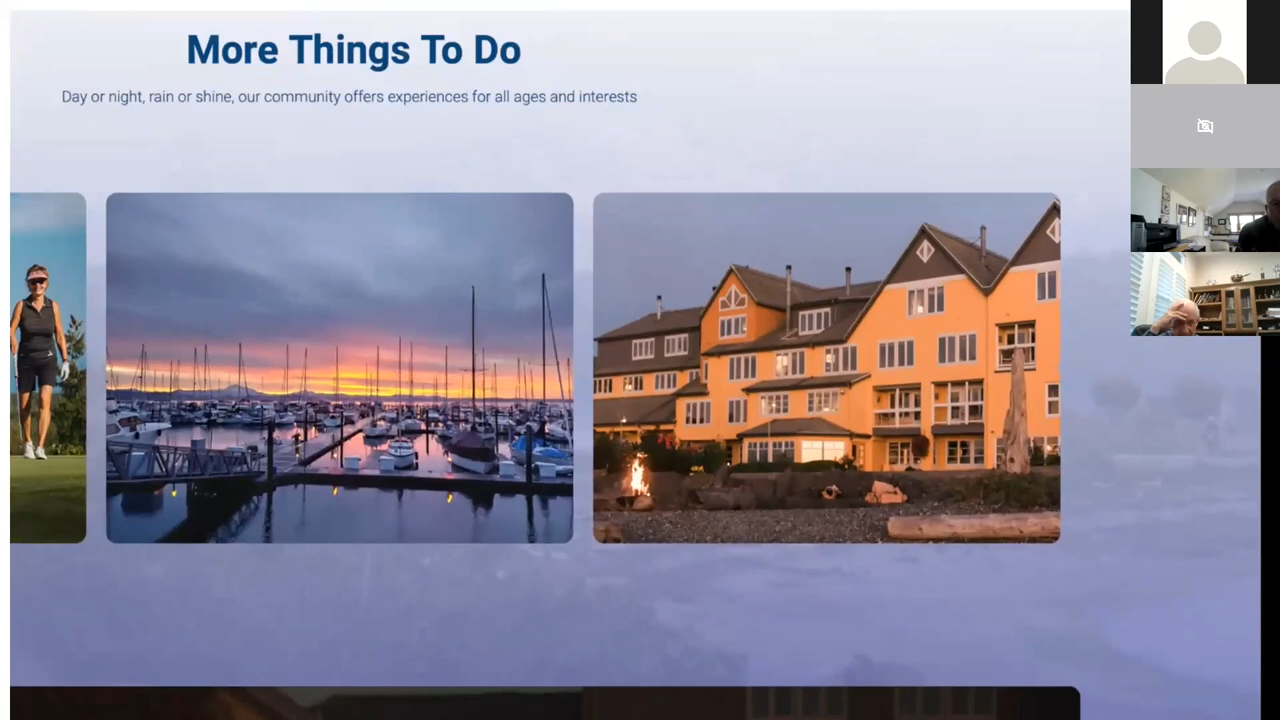 More Things To Do
Day or night, rain or shine, our community offers experiences for all ages and interests